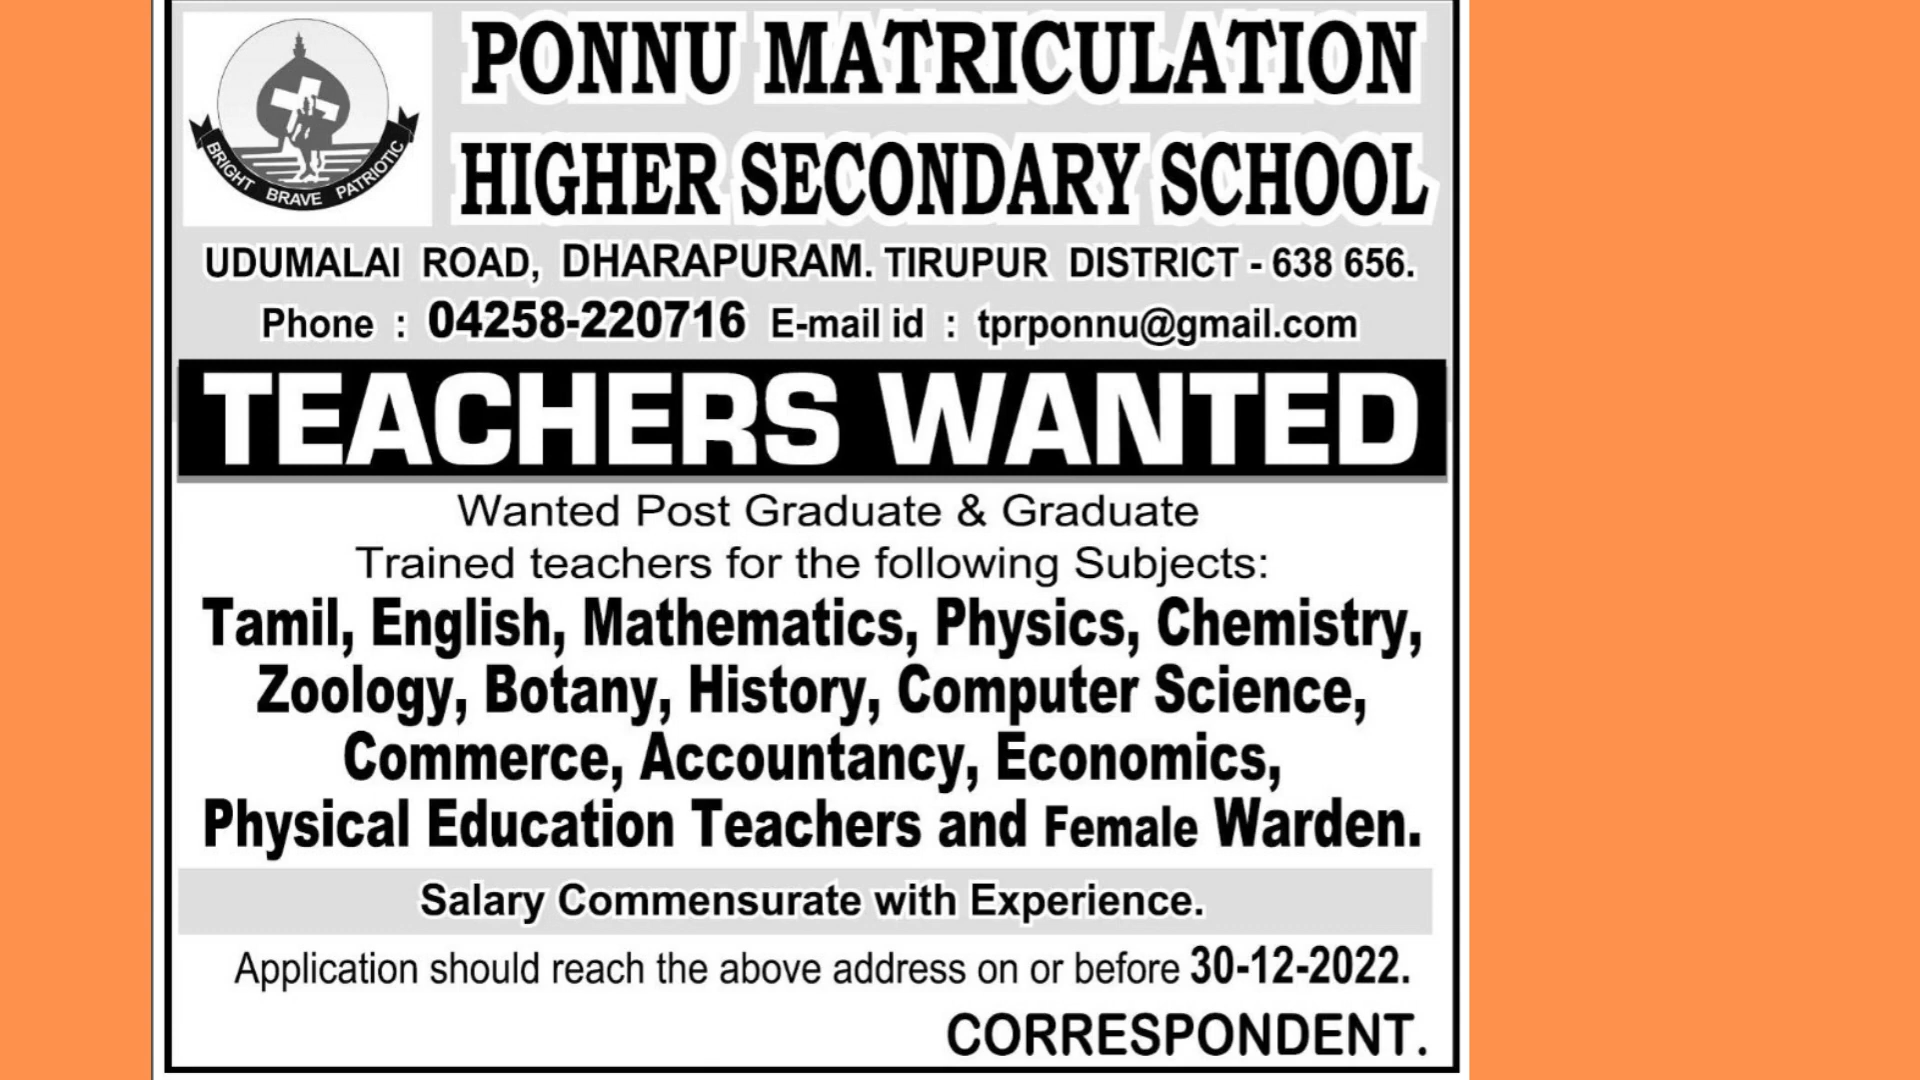 PONNU MATRICULATION
HIGHER SECONDARY SCHOOL
BRIGHT BRAVE PATRIOTIC
UDUMALAI ROAD, DHARAPURAM. TIRUPUR DISTRICT - 638 656.
Phone : 04258-220716 E-mail id : tprponnu@gmail.com
TEACHERS WANTED
Wanted Post Graduate & Graduate
Trained teachers for the following Subjects:
Tamil, English, Mathematics, Physics, Chemistry,
Zoology, Botany, History, Computer Science,
Commerce, Accountancy, Economics,
Physical Education Teachers and Female Warden.
Salary Commensurate with Experience.
Application should reach the above address on or before 30-12-2022.
CORRESPONDENT.